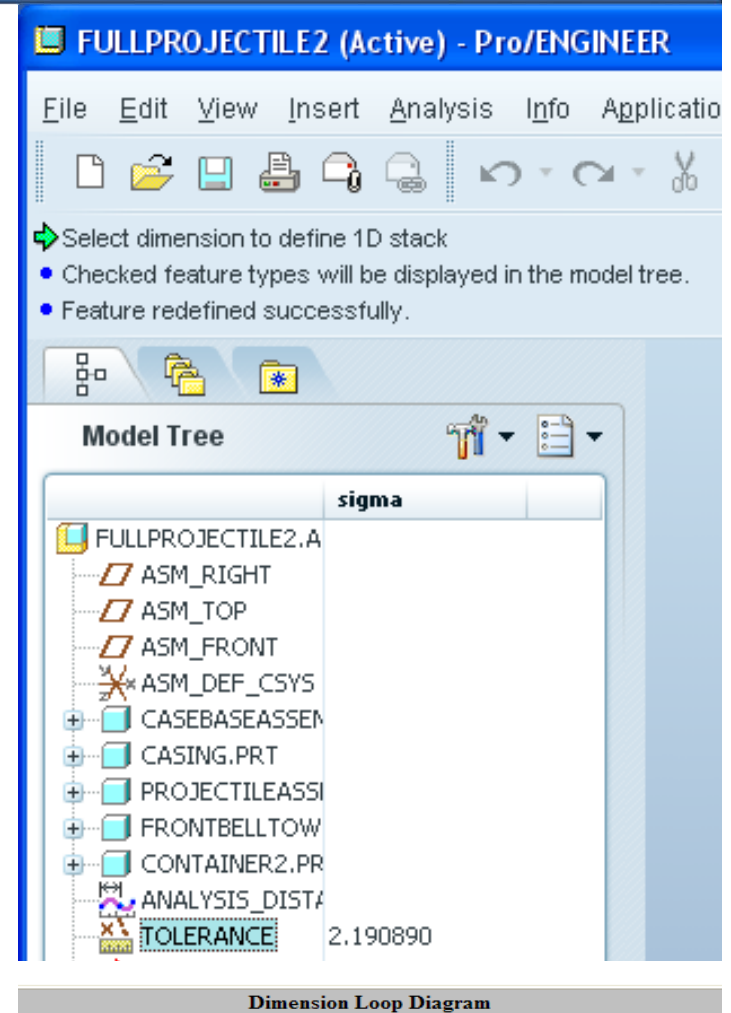 FULLPROJECTILE2 (Active) - Pro/ENGINEER
File Edit View Insert Analysis Info Applicatio
Select dimension to define 1D stack
Checked feature types will be displayed in the model tree.
Feature redefined successfully.
Model Tree
sigma
FULLPROJECTILE2.A
ASM_RIGHT
ASM_TOP
ASM_FRONT
ASM_DEF_CSYS
CASEBASEASSEM
CASING.PRT
PROJECTILEASSI
FRONTBELLTOW
CONTAINER2.PR
ANALYSIS_DISTA
TOLERANCE 2.190890
Dimension Loop Diagram